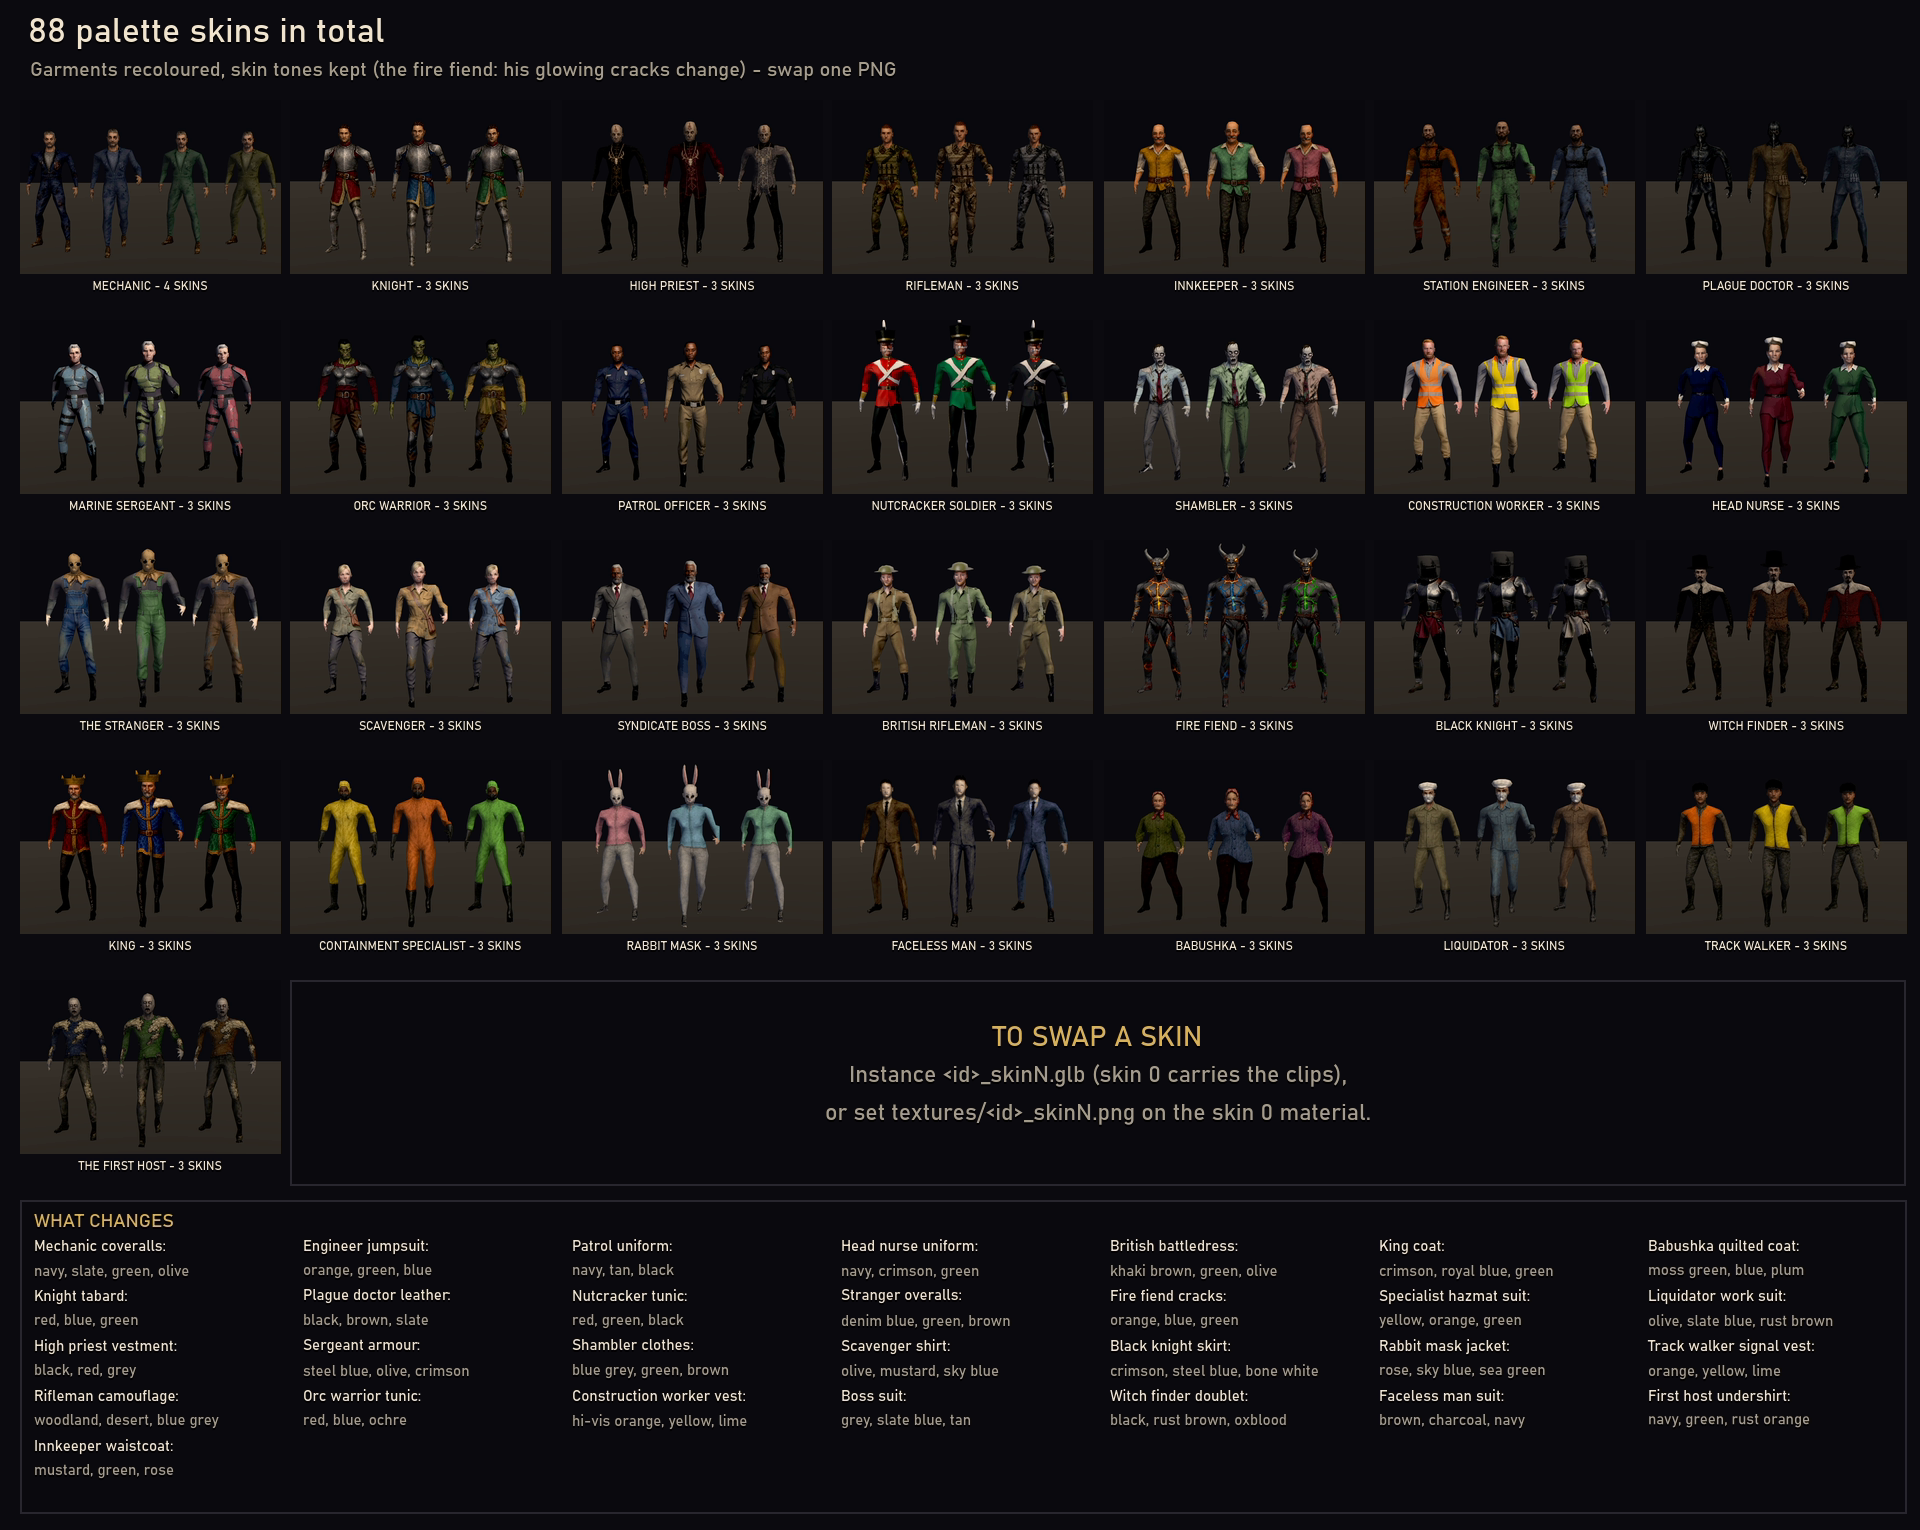 88 palette skins in total
Garments recoloured, skin tones kept (the fire fiend: his glowing cracks change) - swap one PNG
MECHANIC - 4 SKINS
KNIGHT - 3 SKINS
HIGH PRIEST - 3 SKINS
RIFLEMAN - 3 SKINS
INNKEEPER - 3 SKINS
STATION ENGINEER - 3 SKINS
PLAGUE DOCTOR - 3 SKINS
MARINE SERGEANT - 3 SKINS
ORC WARRIOR - 3 SKINS
PATROL OFFICER - 3 SKINS
NUTCRACKER SOLDIER - 3 SKINS
SHAMBLER - 3 SKINS
CONSTRUCTION WORKER - 3 SKINS
HEAD NURSE - 3 SKINS
THE STRANGER - 3 SKINS
SCAVENGER - 3 SKINS
SYNDICATE BOSS - 3 SKINS
BRITISH RIFLEMAN - 3 SKINS
FIRE FIEND - 3 SKINS
BLACK KNIGHT - 3 SKINS
WITCH FINDER - 3 SKINS
KING - 3 SKINS
CONTAINMENT SPECIALIST - 3 SKINS
RABBIT MASK - 3 SKINS
FACELESS MAN - 3 SKINS
BABUSHKA - 3 SKINS
LIQUIDATOR - 3 SKINS
TRACK WALKER - 3 SKINS
THE FIRST HOST - 3 SKINS
TO SWAP A SKIN
Instance <id>_skinN.glb (skin 0 carries the clips),
or set textures/<id>_skinN.png on the skin 0 material.
WHAT CHANGES
Mechanic coveralls:
navy, slate, green, olive
Knight tabard:
red, blue, green
High priest vestment:
black, red, grey
Rifleman camouflage:
woodland, desert, blue grey
Innkeeper waistcoat:
mustard, green, rose
Engineer jumpsuit:
orange, green, blue
Plague doctor leather:
black, brown, slate
Sergeant armour:
steel blue, olive, crimson
Orc warrior tunic:
red, blue, ochre
Patrol uniform:
navy, tan, black
Nutcracker tunic:
red, green, black
Shambler clothes:
blue grey, green, brown
Construction worker vest:
hi-vis orange, yellow, lime
Head nurse uniform:
navy, crimson, green
Stranger overalls:
denim blue, green, brown
Scavenger shirt:
olive, mustard, sky blue
Boss suit:
grey, slate blue, tan
British battledress:
khaki brown, green, olive
Fire fiend cracks:
orange, blue, green
Black knight skirt:
crimson, steel blue, bone white
Witch finder doublet:
black, rust brown, oxblood
King coat:
crimson, royal blue, green
Specialist hazmat suit:
yellow, orange, green
Rabbit mask jacket:
rose, sky blue, sea green
Faceless man suit:
brown, charcoal, navy
Babushka quilted coat:
moss green, blue, plum
Liquidator work suit:
olive, slate blue, rust brown
Track walker signal vest:
orange, yellow, lime
First host undershirt:
navy, green, rust orange